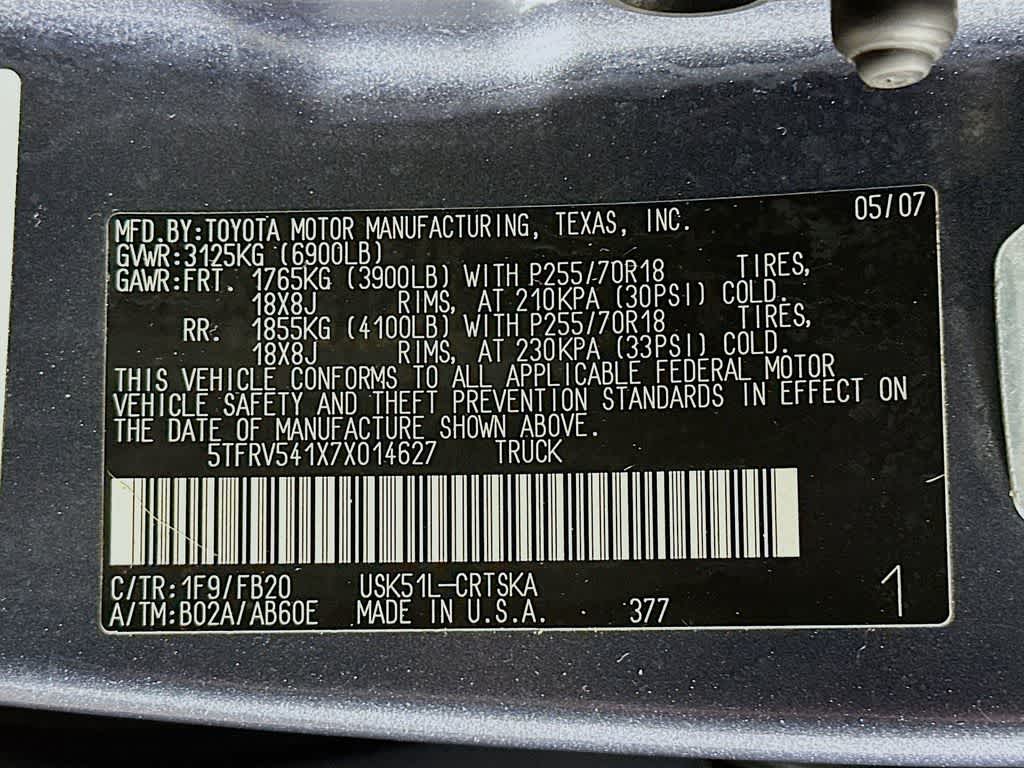 MFD.BY:TOYOTA MOTOR MANUFACTURING, TEXAS, INC. 05/07
GVWR:3125KG (6900LB)
GAWR:FRT. 1765KG (3900LB) WITH P255/70R18 TIRES,
18X8J RIMS, AT 210KPA (30PSI) COLD.
RR. 1855KG (4100LB) WITH P255/70R18 TIRES,
18X8J RIMS, AT 230KPA (33PSI) COLD.
THIS VEHICLE CONFORMS TO ALL APPLICABLE FEDERAL MOTOR
VEHICLE SAFETY AND THEFT PREVENTION STANDARDS IN EFFECT ON
THE DATE OF MANUFACTURE SHOWN ABOVE.
5TFRV541X7X014627 TRUCK
C/TR:1F9/FB20 USK51L-CRTSKA
A/TM:B02A/AB60E MADE IN U.S.A. 377 1